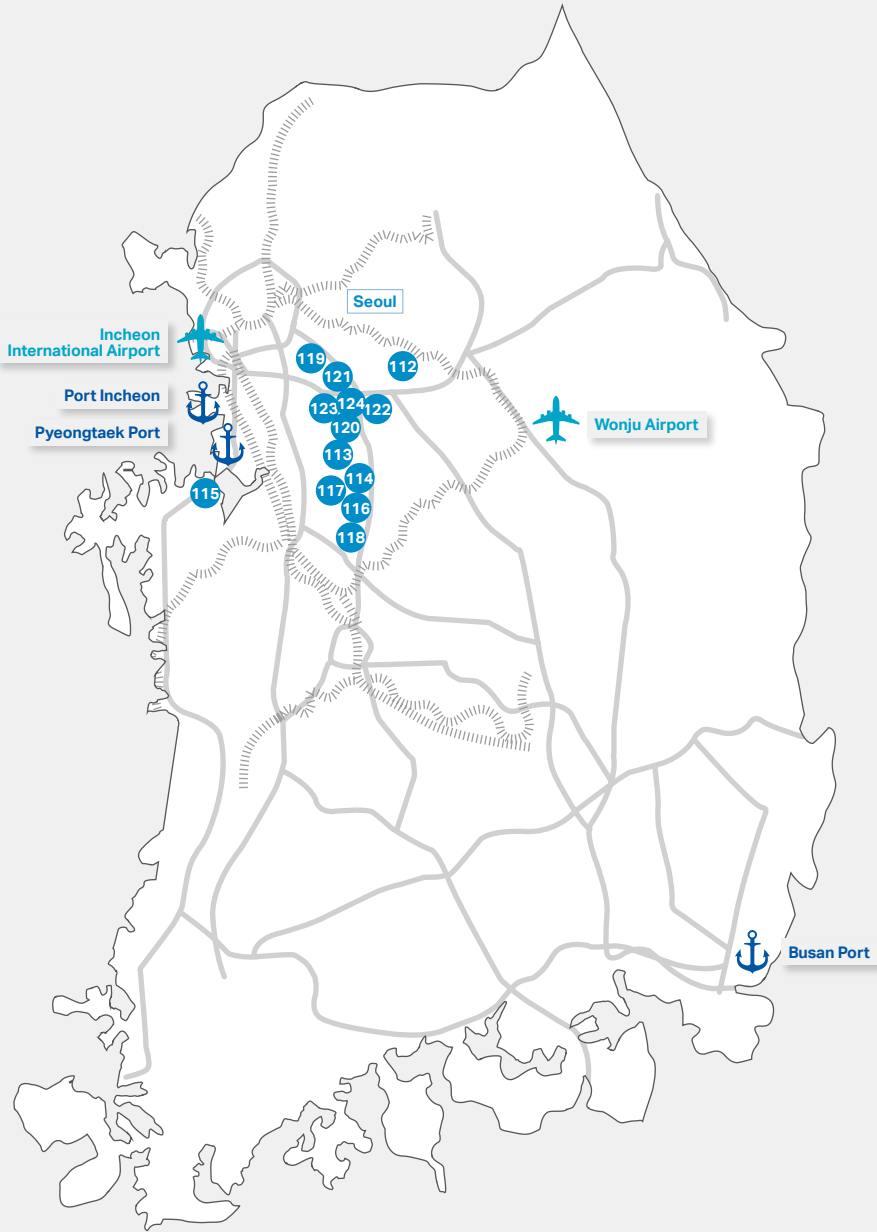 Seoul
Incheon
International Airport
119
121
112
Port Incheon
124
123
122
Wonju Airport
Pyeongtaek Port
120
113
114
117
115
116
118
Busan Port